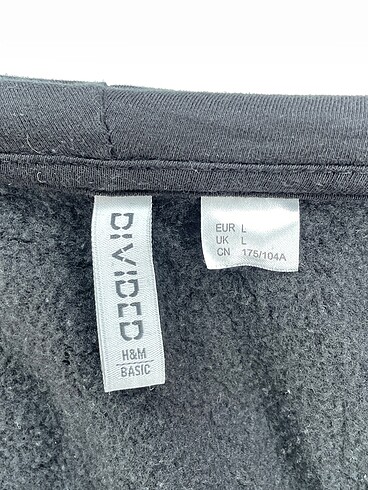 DIVIDED
H&M
BASIC
EUR L
UK L
CN 175/104A